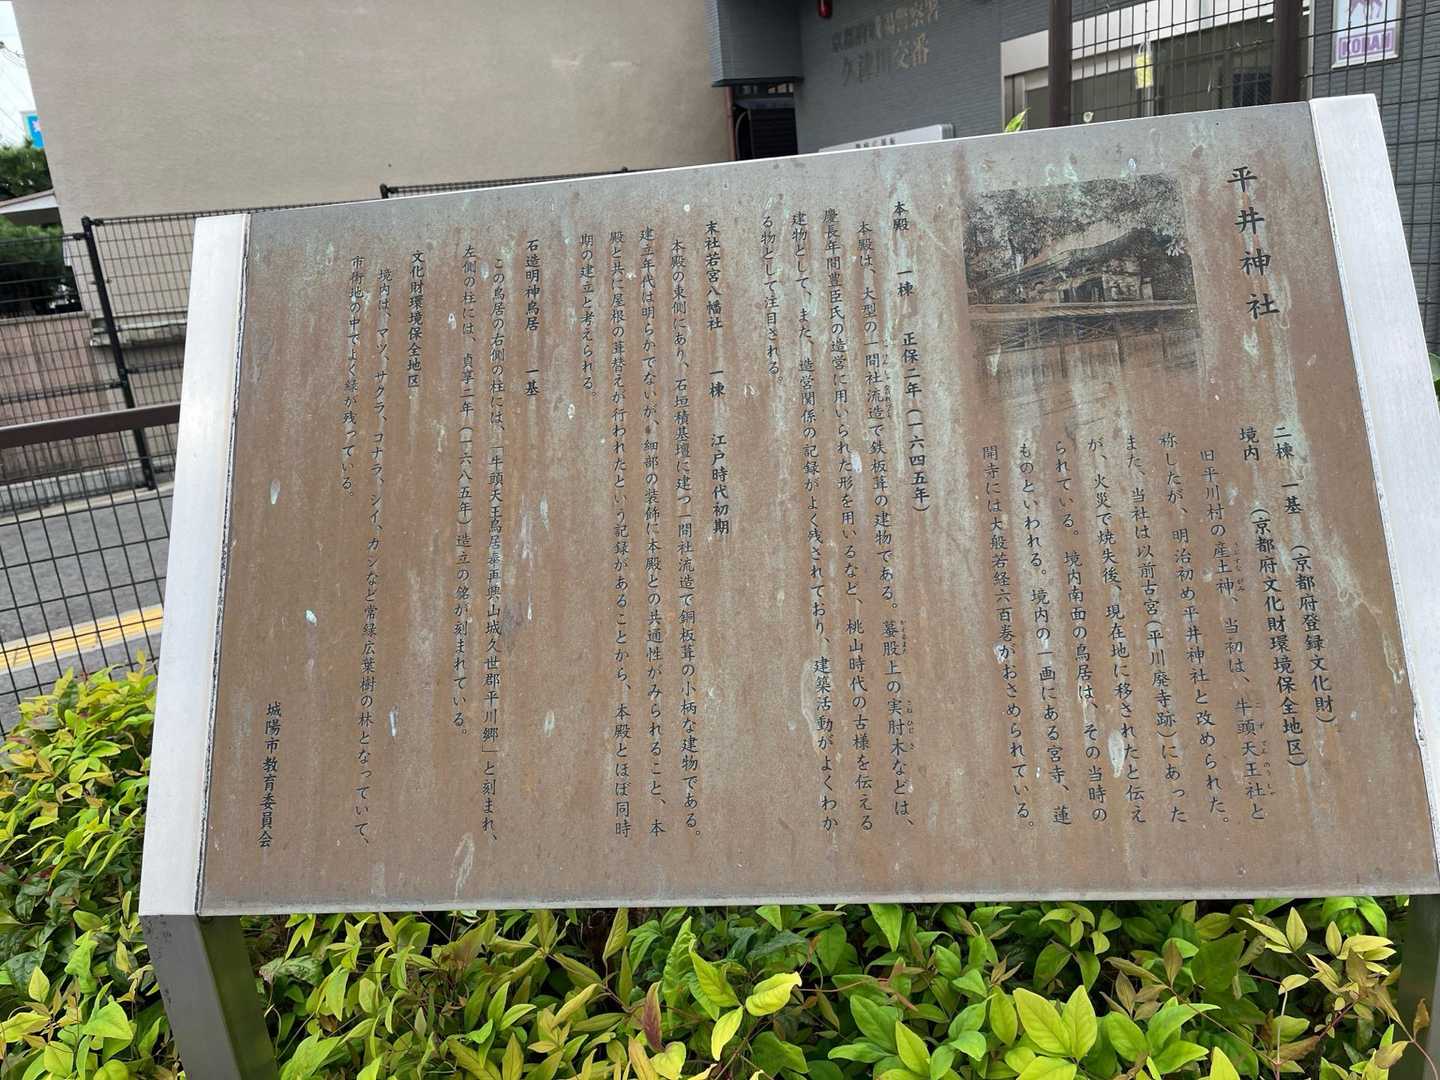 平井神社
二棟 一基 (京都府登録文化財)
境内 (京都府文化財環境保全地区)
旧平川村の産土神、当初は、牛頭天王社と
祢したが、明治初め平井神社と改められた。
また、当社は以前古宮(平川廃寺跡)にあった
が、火災で焼失後、現在地に移されたと伝え
られている。境内南面の鳥居は、その当時の
ものといわれる。境内の一画にある宮寺、蓮
開寺には大般若経六百巻がおさめられている。
本殿 一棟 正保二年(一六四五年)
本殿は、大型の一間社流造で鉄板葺の建物である。蟇股上の実肘木などは、
慶長年間豊臣氏の造営に用いられた形を用いるなど、桃山時代の古様を伝える
建物として、また、造営関係の記録がよく残されており、建築活動がよくわか
る物として注目される。
末社若宮八幡社 一棟 江戸時代初期
本殿の東側にあり、石垣積基壇に建つ一間社流造で銅板葺の小柄な建物である。
建立年代は明らかでないが、細部の装飾に本殿との共通性がみられること、本
殿と共に屋根の葺替えが行われたという記録があることから、本殿とほぼ同時
期の建立と考えられる。
石造明神鳥居 一基
この鳥居の右側の柱には、「牛頭天王鳥居奉再興山城久世郡平川郷」と刻まれ、
左側の柱には、貞享二年(一六八五年)造立の銘が刻まれている。
文化財環境保全地区
境内は、マツ、サクラ、コナラ、シイ、カシなど常緑広葉樹の林となっていて、
市街地の中でよく緑が残っている。
城陽市教育委員会
京都府城陽警察署
久津川交番
KOBAN